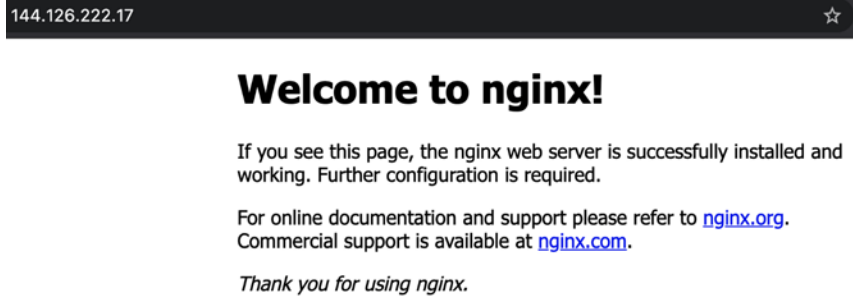 144.126.222.17
Welcome to nginx!
If you see this page, the nginx web server is successfully installed and
working. Further configuration is required.
For online documentation and support please refer to nginx.org.
Commercial support is available at nginx.com.
Thank you for using nginx.